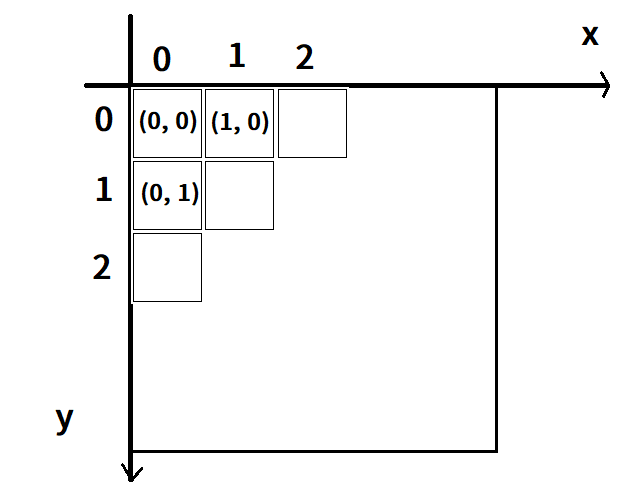 x
0 1 2
0 (0, 0) (1, 0)
1 (0, 1)
2
y